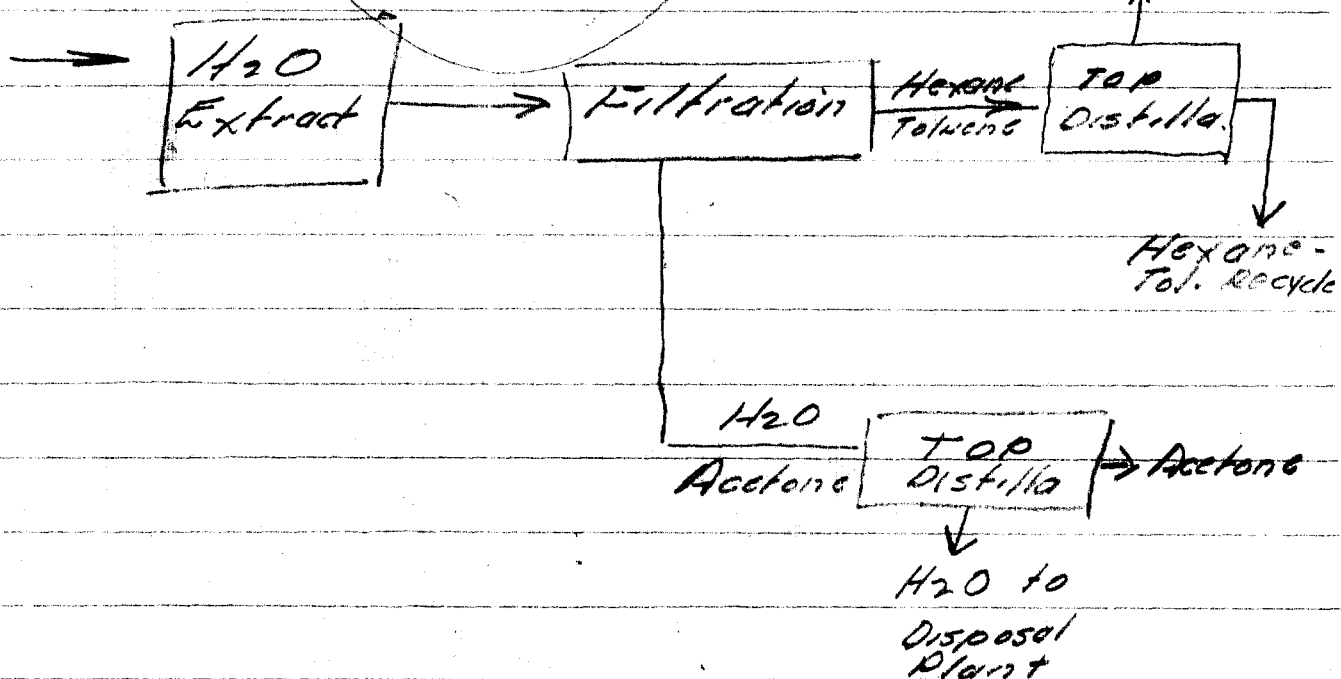 H2O
Extract
Filtration
Hexane
Toluene
Top
Distilla.
Hexane-
Tol. Recycle
H2O
Acetone
Top
Distilla
Acetone
H2O to
Disposal
Plant